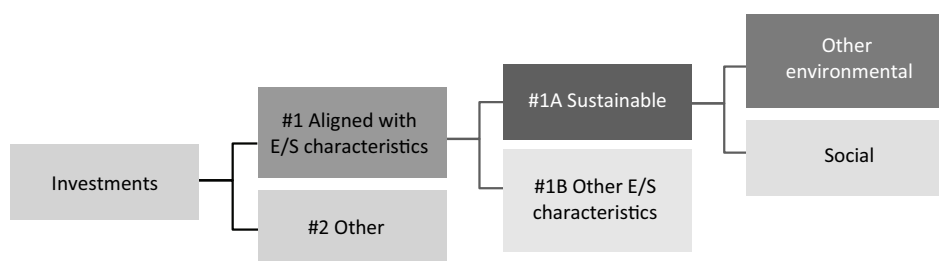 Investments
#1 Aligned with
E/S characteristics
#2 Other
#1A Sustainable
#1B Other E/S
characteristics
Other
environmental
Social